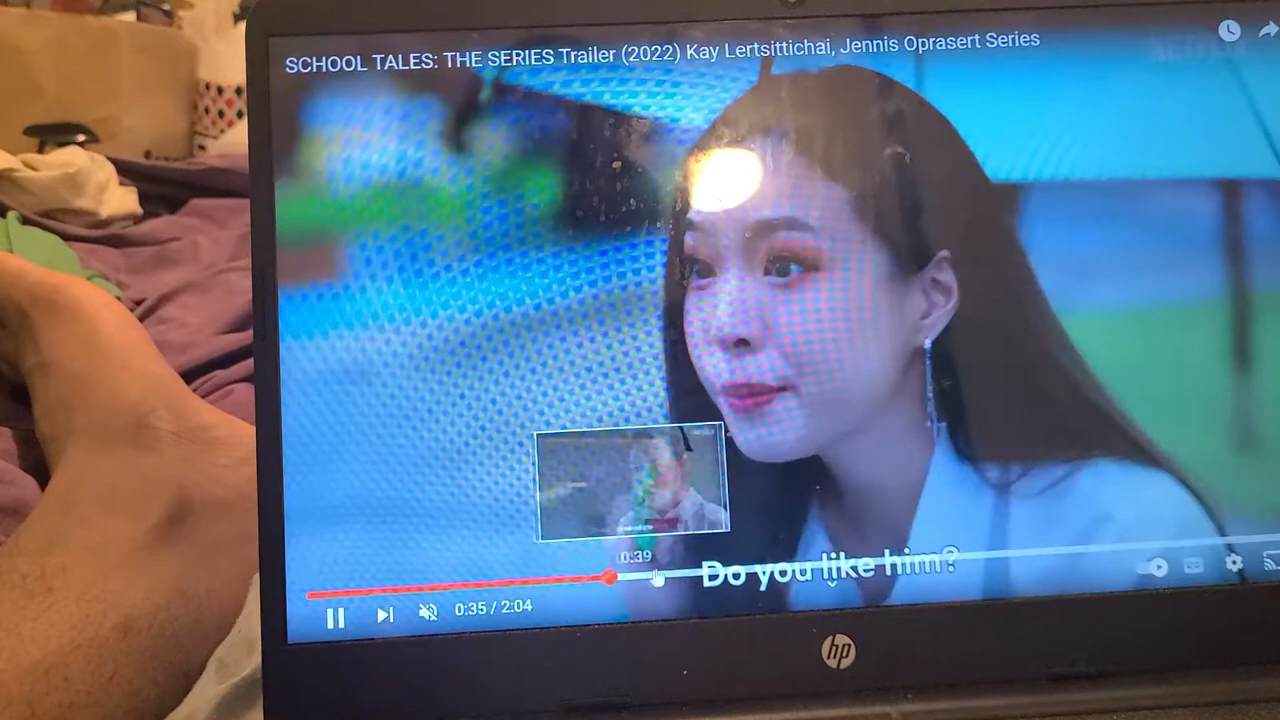 SCHOOL TALES: THE SERIES Trailer (2022) Kay Lertsittichai, Jennis Oprasert Series
0:39
Do you like him?
0:35 / 2:04
hp